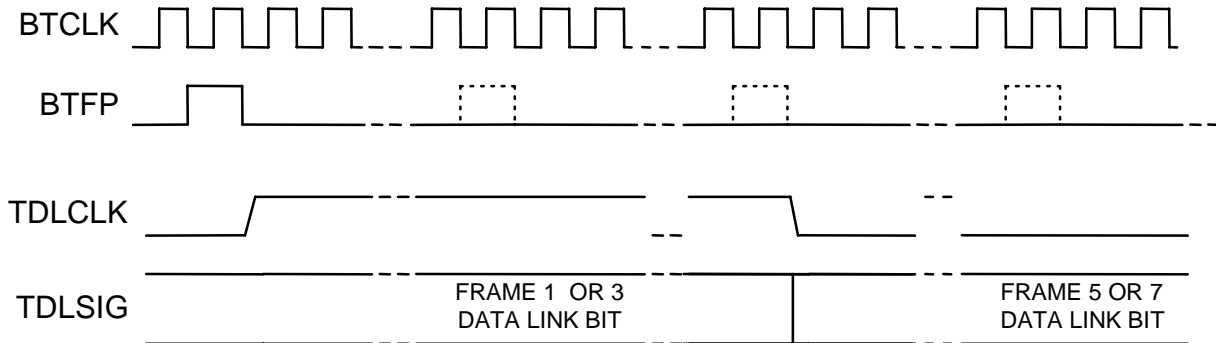 BTCLK
BTFP
TDLCLK
TDLSIG
FRAME 1 OR 3
DATA LINK BIT
FRAME 5 OR 7
DATA LINK BIT